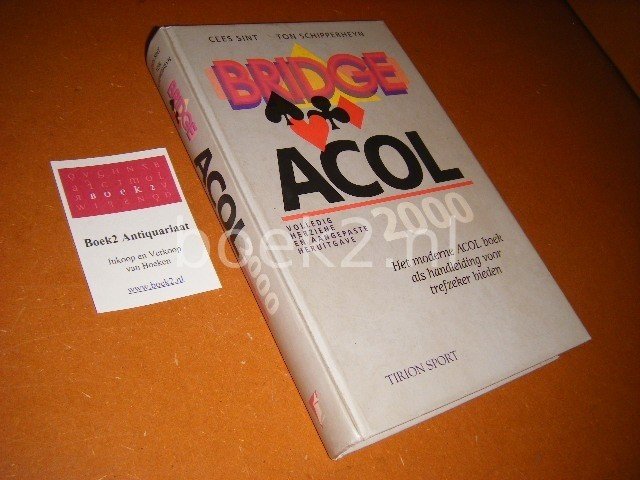 CEES SINT TON SCHIPPERHEYN
BRIDGE
ACOL
2000
VOLLEDIG
HERZIENE
EN AANGEPASTE
HERUITGAVE
Het moderne ACOL boek
als handleiding voor
trefzeker bieden
TIRION SPORT
BRIDGE
ACOL
2000
boek2
Boek2 Antiquariaat
Inkoop en Verkoop
van Boeken
www.boek2.nl
boek2.nl